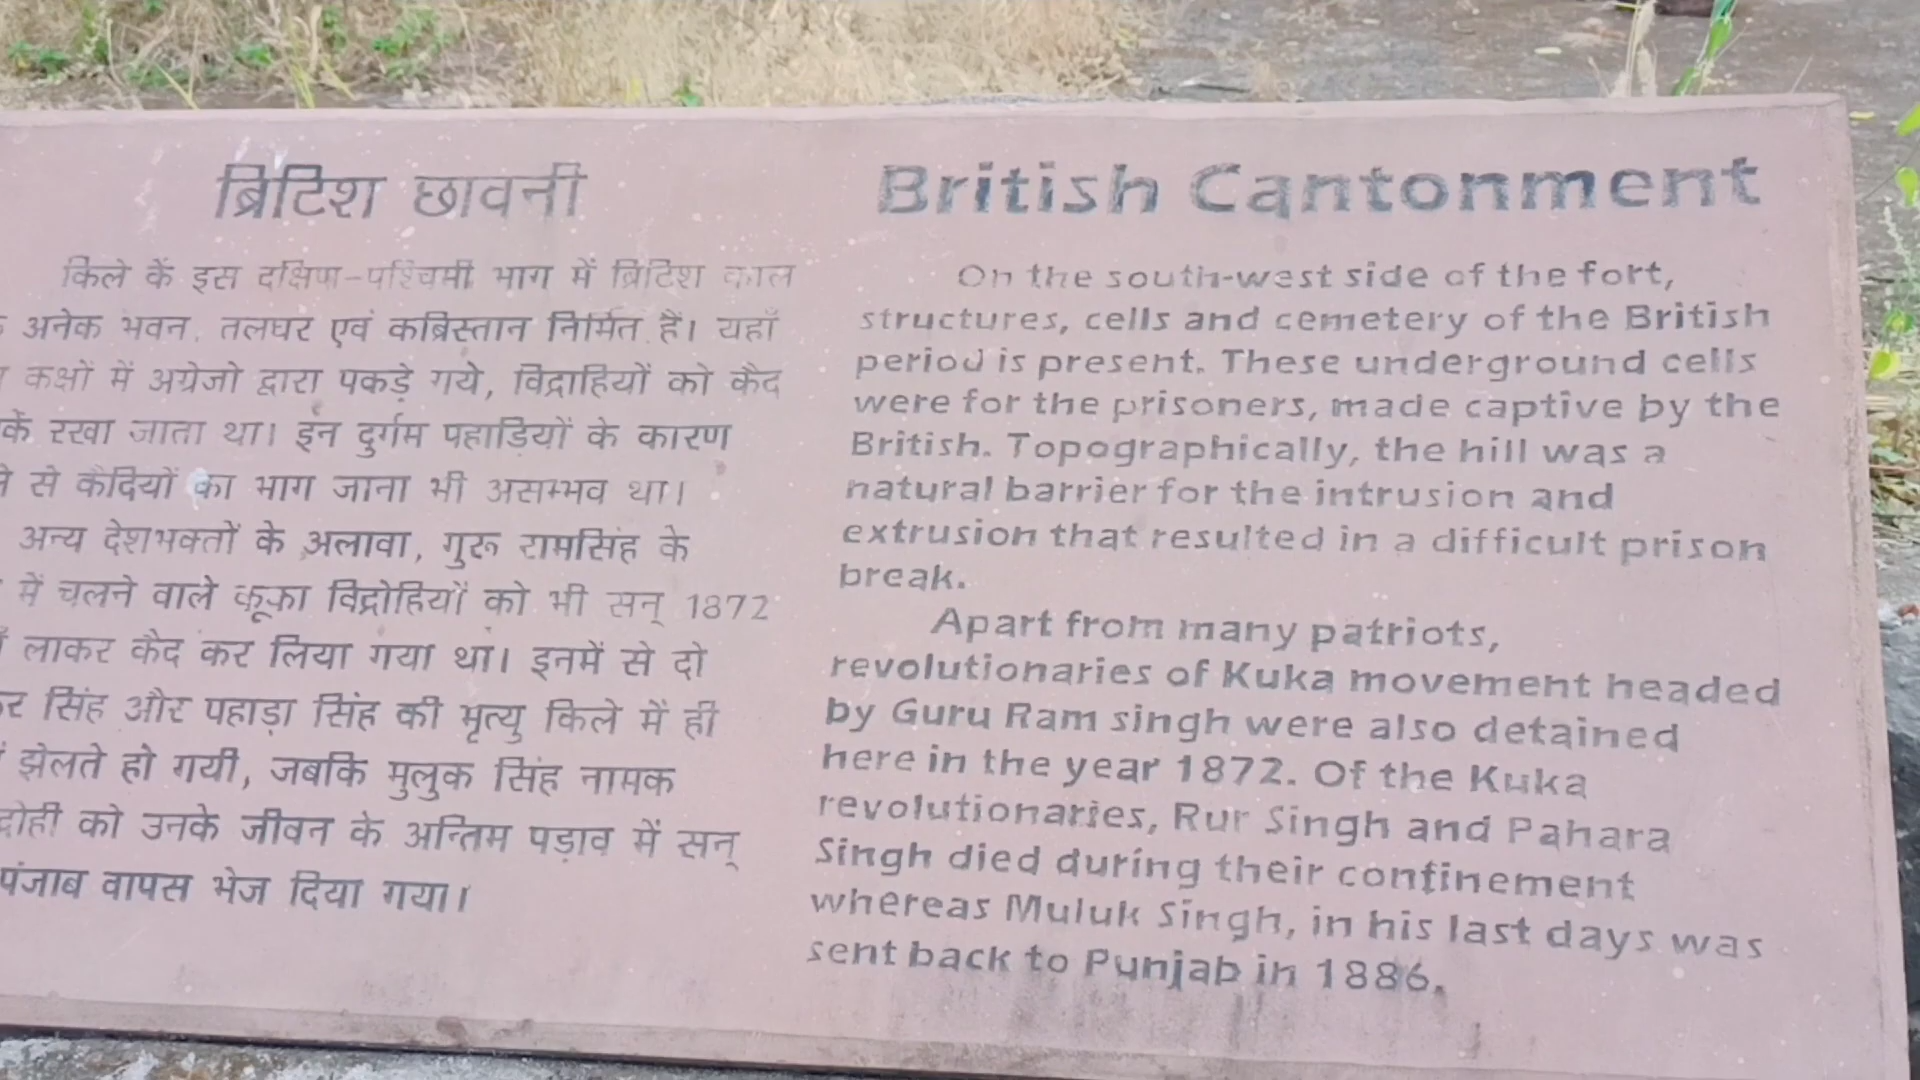 ब्रिटिश छावनी
किले के इस दक्षिण-पश्चिमी भाग में ब्रिटिश काल
अनेक भवन, तलघर एवं कब्रिस्तान निर्मित हैं। यहाँ
कक्षों में अग्रेजो द्वारा पकड़े गये, विद्राहियों को कैद
रखा जाता था। इन दुर्गम पहाड़ियों के कारण
से कैदियों का भाग जाना भी असम्भव था।
अन्य देशभक्तों के अलावा, गुरू रामसिंह के
में चलने वाले कूका विद्रोहियों को भी सन् 1872
लाकर कैद कर लिया गया था। इनमें से दो
सिंह और पहाड़ा सिंह की मृत्यु किले में ही
झेलते हो गयी, जबकि मुलुक सिंह नामक
को उनके जीवन के अन्तिम पड़ाव में सन्
पंजाब वापस भेज दिया गया।
British Cantonment
On the south-west side of the fort,
structures, cells and cemetery of the British
period is present. These underground cells
were for the prisoners, made captive by the
British. Topographically, the hill was a
natural barrier for the intrusion and
extrusion that resulted in a difficult prison
break.
Apart from many patriots,
revolutionaries of Kuka movement headed
by Guru Ram singh were also detained
here in the year 1872. Of the Kuka
revolutionaries, Rur Singh and Pahara
Singh died during their confinement
whereas Muluk Singh, in his last days was
sent back to Punjab in 1886.